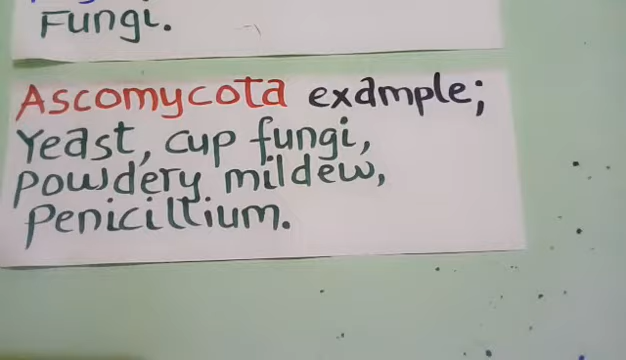 Fungi.
Ascomycota example;
Yeast, cup fungi,
powdery mildew,
penicillium.